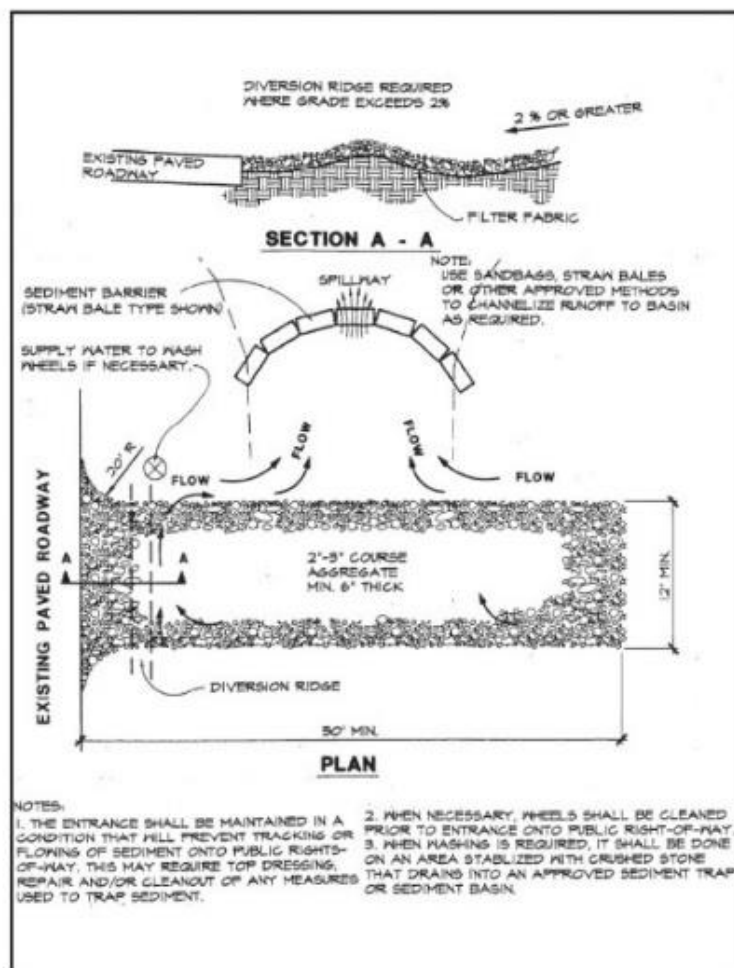 DIVERSION RIDGE REQUIRED
WHERE GRADE EXCEEDS 2%
2 % OR GREATER
EXISTING PAVED
ROADWAY
FILTER FABRIC
SECTION A - A
NOTE:
USE SANDBAGS, STRAW BALES
OR OTHER APPROVED METHODS
TO CHANNELIZE RUNOFF TO BASIN
AS REQUIRED.
SPILLWAY
SEDIMENT BARRIER
(STRAW BALE TYPE SHOWN)
SUPPLY WATER TO WASH
WHEELS IF NECESSARY.
FLOW
FLOW
20' R
FLOW
FLOW
EXISTING PAVED ROADWAY
A
A
2"-3" COURSE
AGGREGATE
MIN. 6" THICK
12' MIN.
DIVERSION RIDGE
50' MIN.
PLAN
NOTES:
1. THE ENTRANCE SHALL BE MAINTAINED IN A
CONDITION THAT WILL PREVENT TRACKING OR
FLOWING OF SEDIMENT ONTO PUBLIC RIGHTS-
OF-WAY. THIS MAY REQUIRE TOP DRESSING,
REPAIR AND/OR CLEANOUT OF ANY MEASURES
USED TO TRAP SEDIMENT.
2. WHEN NECESSARY, WHEELS SHALL BE CLEANED
PRIOR TO ENTRANCE ONTO PUBLIC RIGHT-OF-WAY.
3. WHEN WASHING IS REQUIRED, IT SHALL BE DONE
ON AN AREA STABLIZED WITH CRUSHED STONE
THAT DRAINS INTO AN APPROVED SEDIMENT TRAP
OR SEDIMENT BASIN.